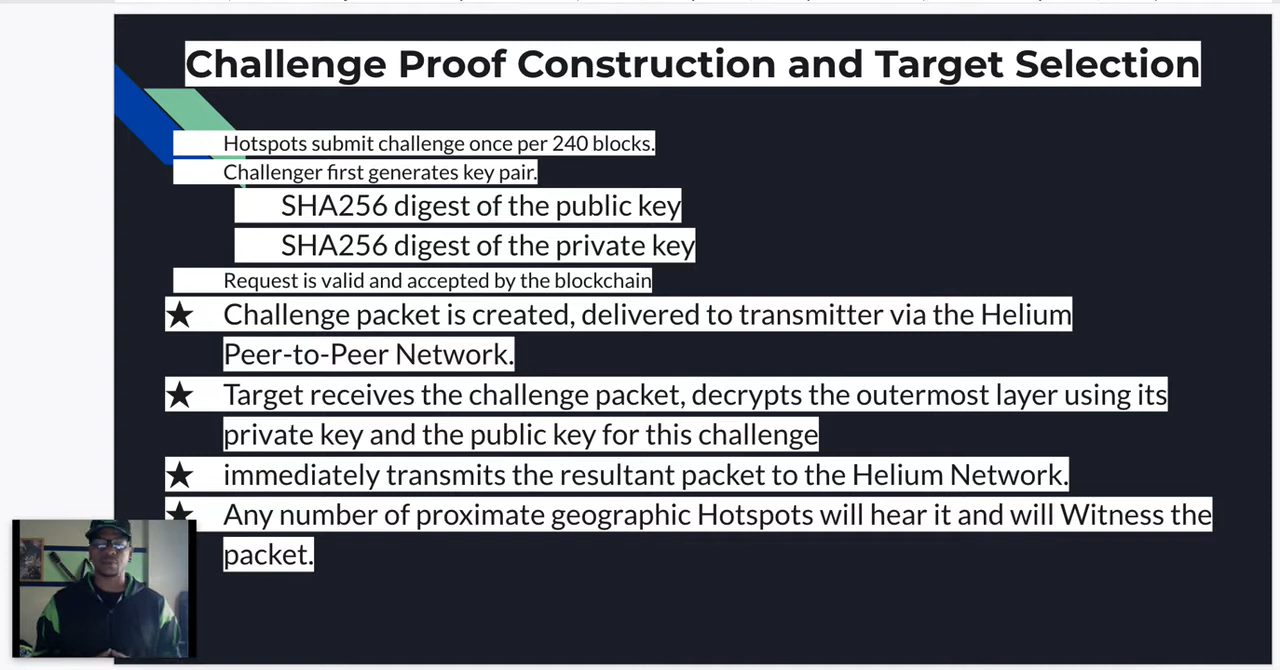 Challenge Proof Construction and Target Selection
Hotspots submit challenge once per 240 blocks.
Challenger first generates key pair.
SHA256 digest of the public key
SHA256 digest of the private key
Request is valid and accepted by the blockchain
★ Challenge packet is created, delivered to transmitter via the Helium
Peer-to-Peer Network.
★ Target receives the challenge packet, decrypts the outermost layer using its
private key and the public key for this challenge
★ immediately transmits the resultant packet to the Helium Network.
★ Any number of proximate geographic Hotspots will hear it and will Witness the
packet.